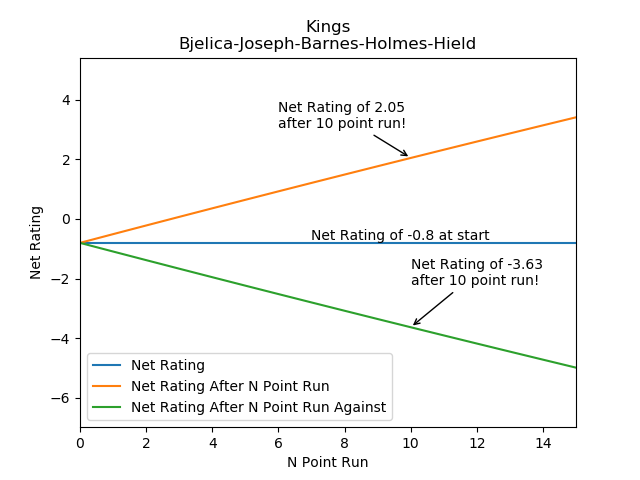 Kings
Bjelica-Joseph-Barnes-Holmes-Hield
Net Rating of 2.05
after 10 point run!
Net Rating of -0.8 at start
Net Rating of -3.63
after 10 point run!
Net Rating
4
2
0
−2
−4
−6
Net Rating
Net Rating After N Point Run
Net Rating After N Point Run Against
0 2 4 6 8 10 12 14
N Point Run